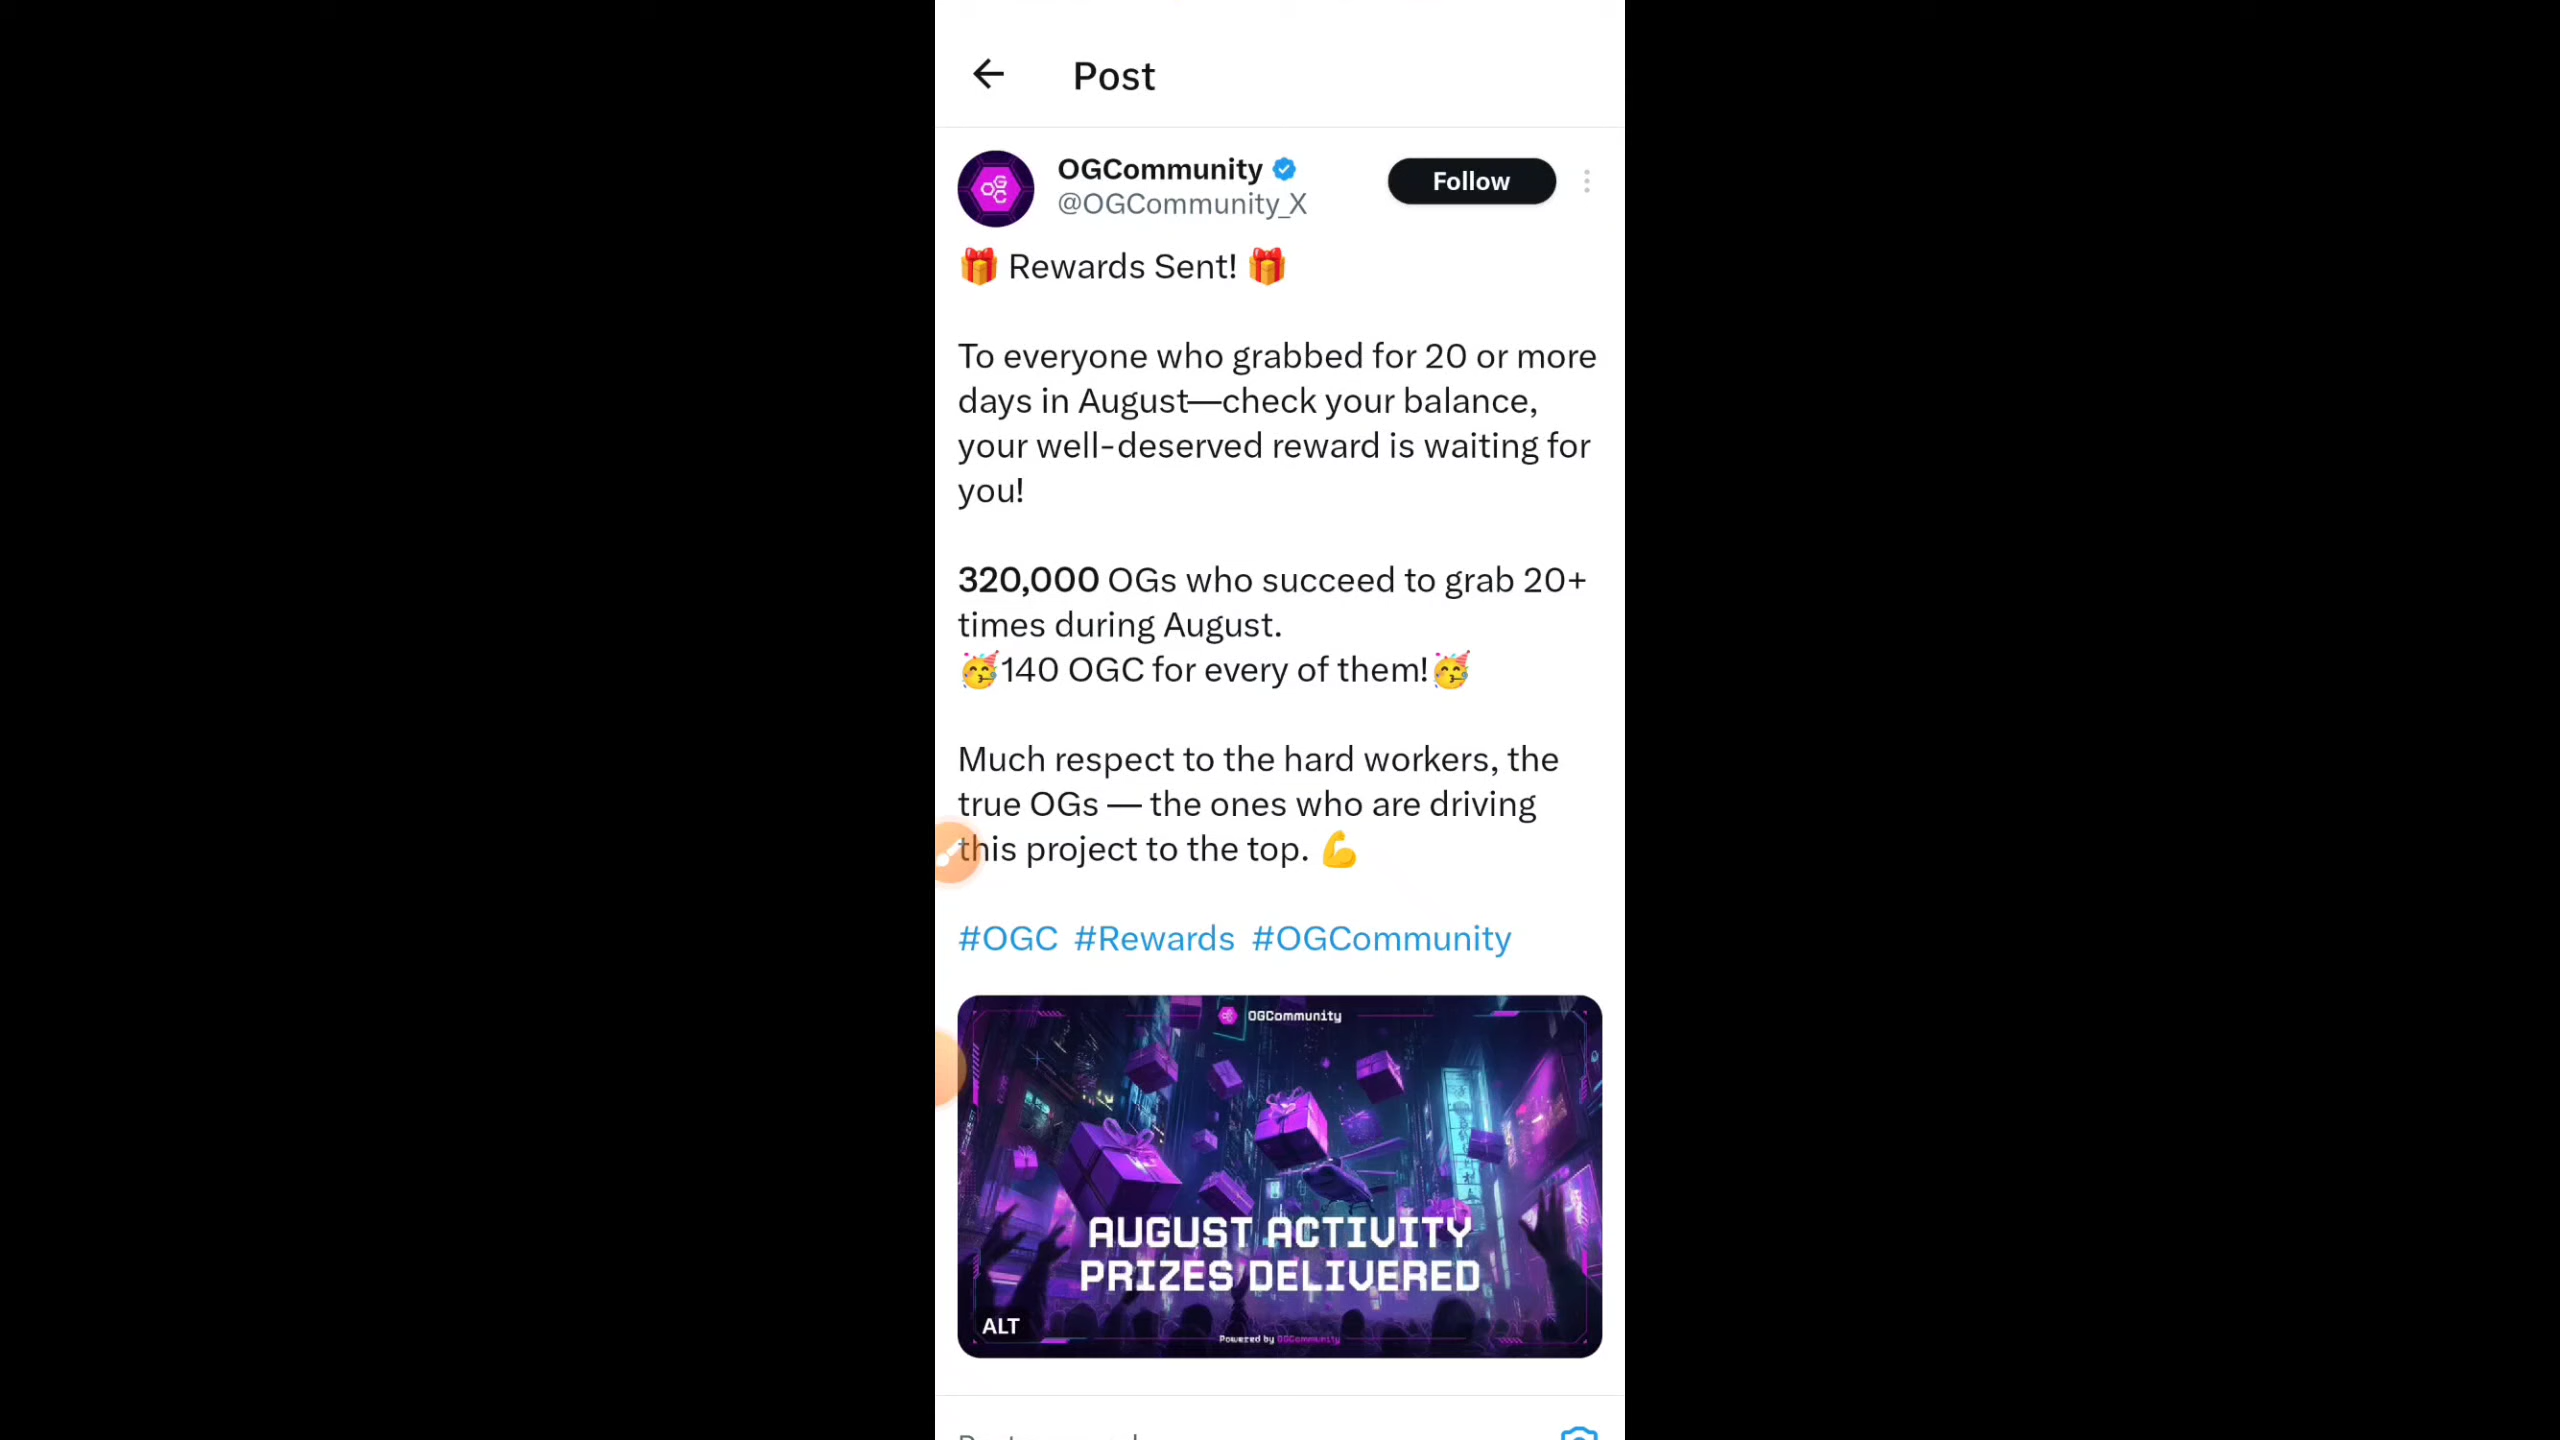 Post
OGCommunity
Follow
@OGCommunity_X
🎁 Rewards Sent! 🎁
To everyone who grabbed for 20 or more
days in August—check your balance,
your well-deserved reward is waiting for
you!
320,000 OGs who succeed to grab 20+
times during August.
🥳140 OGC for every of them!🥳
Much respect to the hard workers, the
true OGs — the ones who are driving
this project to the top. 💪
#OGC #Rewards #OGCommunity
OGCommunity
AUGUST ACTIVITY
PRIZES DELIVERED
ALT
Powered by OGCommunity